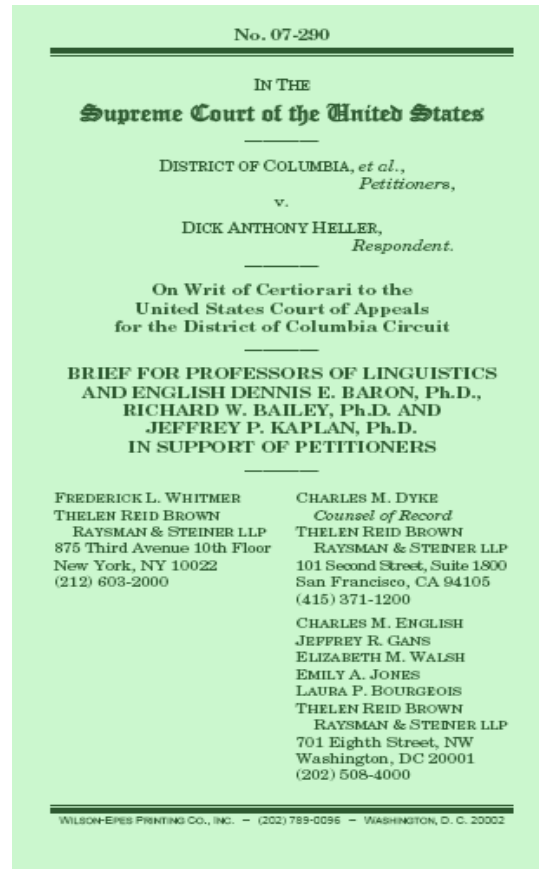 No. 07-290
IN THE
Supreme Court of the United States
DISTRICT OF COLUMBIA, et al.,
Petitioners,
v.
DICK ANTHONY HELLER,
Respondent.
On Writ of Certiorari to the
United States Court of Appeals
for the District of Columbia Circuit
BRIEF FOR PROFESSORS OF LINGUISTICS
AND ENGLISH DENNIS E. BARON, Ph.D.,
RICHARD W. BAILEY, Ph.D. AND
JEFFREY P. KAPLAN, Ph.D.
IN SUPPORT OF PETITIONERS
FREDERICK L. WHITMER
THELEN REID BROWN
RAYSMAN & STEINER LLP
875 Third Avenue 10th Floor
New York, NY 10022
(212) 603-2000
CHARLES M. DYKE
Counsel of Record
THELEN REID BROWN
RAYSMAN & STEINER LLP
101 Second Street, Suite 1800
San Francisco, CA 94105
(415) 371-1200
CHARLES M. ENGLISH
JEFFREY R. GANS
ELIZABETH M. WALSH
EMILY A. JONES
LAURA P. BOURGEOIS
THELEN REID BROWN
RAYSMAN & STEINER LLP
701 Eighth Street, NW
Washington, DC 20001
(202) 508-4000
WILSON-EPES PRINTING CO., INC. – (202) 789-0096 – WASHINGTON, D. C. 20002